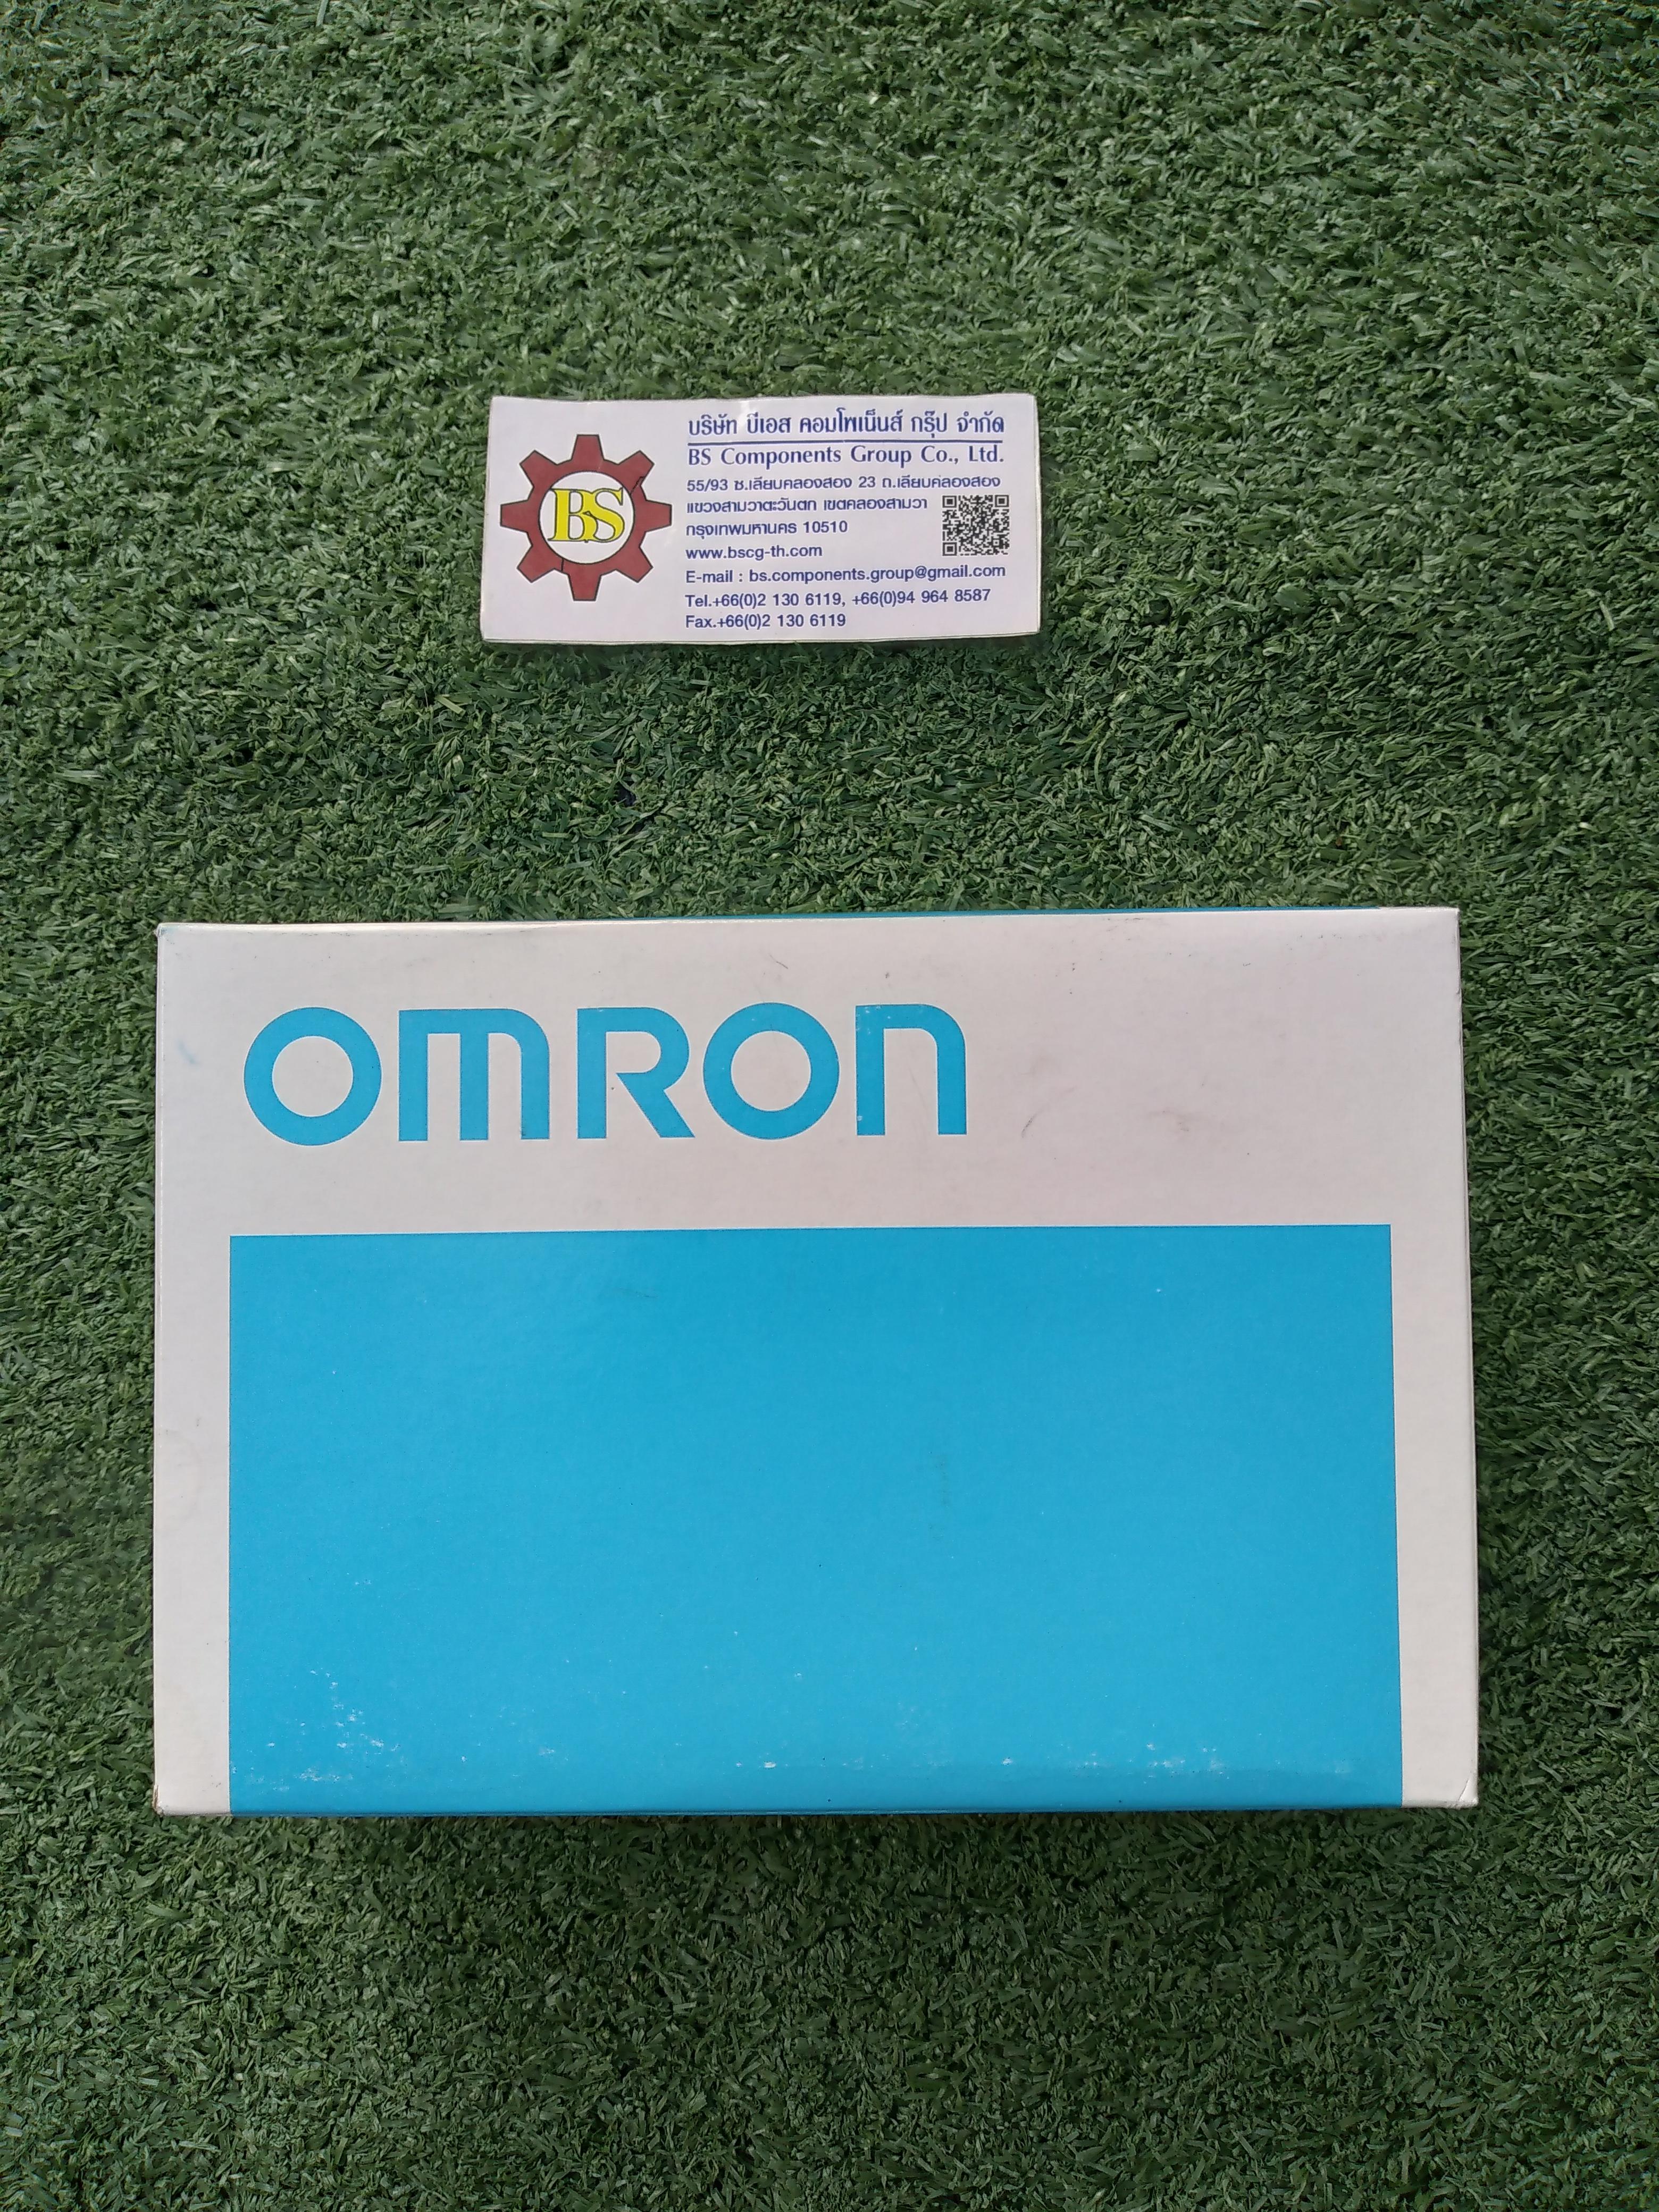 BS
บริษัท บีเอส คอมโพเน็นส์ กรุ๊ป จำกัด
BS Components Group Co., Ltd.
55/93 ซ.เลียบคลองสอง 23 ถ.เลียบคลองสอง
แขวงสามวาตะวันตก เขตคลองสามวา
กรุงเทพมหานคร 10510
www.bscg-th.com
E-mail : bs.components.group@gmail.com
Tel.+66(0)2 130 6119, +66(0)94 964 8587
Fax.+66(0)2 130 6119
OMRON